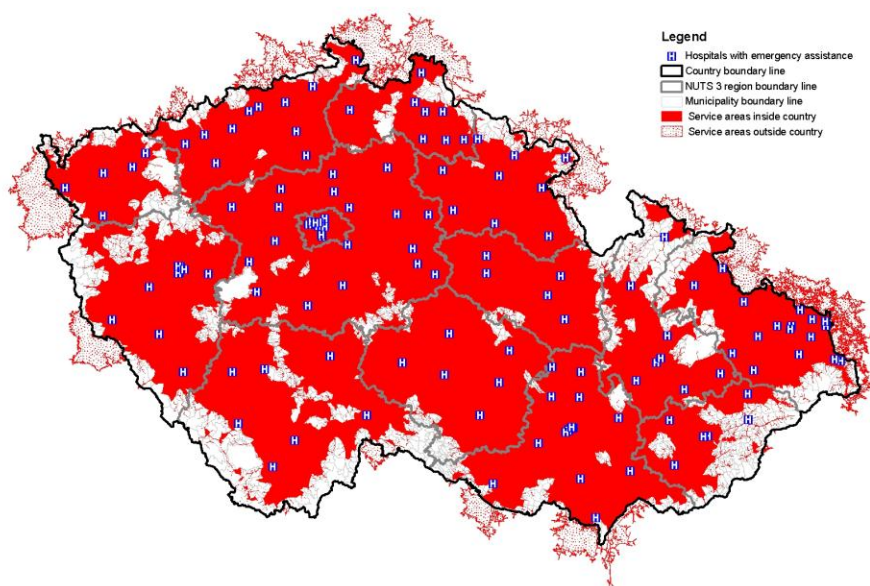 Legend
H Hospitals with emergency assistance
Country boundary line
NUTS 3 region boundary line
Municipality boundary line
Service areas inside country
Service areas outside country